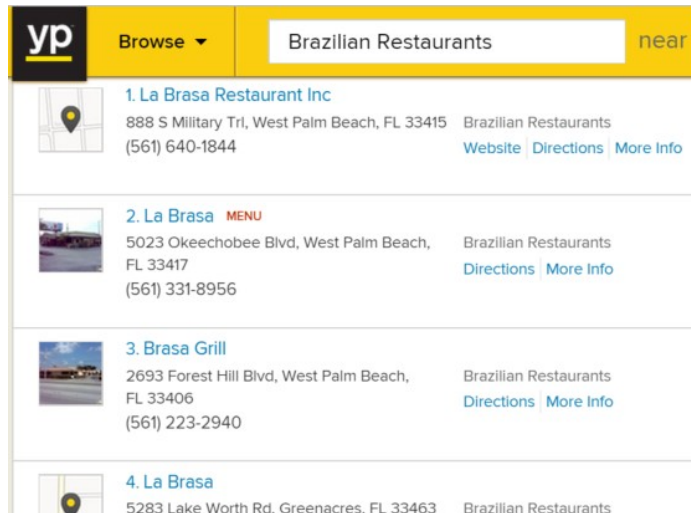 yp Browse Brazilian Restaurants near
1. La Brasa Restaurant Inc
888 S Military Trl, West Palm Beach, FL 33415 Brazilian Restaurants
(561) 640-1844 Website Directions More Info
2. La Brasa MENU
5023 Okeechobee Blvd, West Palm Beach, Brazilian Restaurants
FL 33417 Directions More Info
(561) 331-8956
3. Brasa Grill
2693 Forest Hill Blvd, West Palm Beach, Brazilian Restaurants
FL 33406 Directions More Info
(561) 223-2940
4. La Brasa
5283 Lake Worth Rd, Greenacres, FL 33463 Brazilian Restaurants